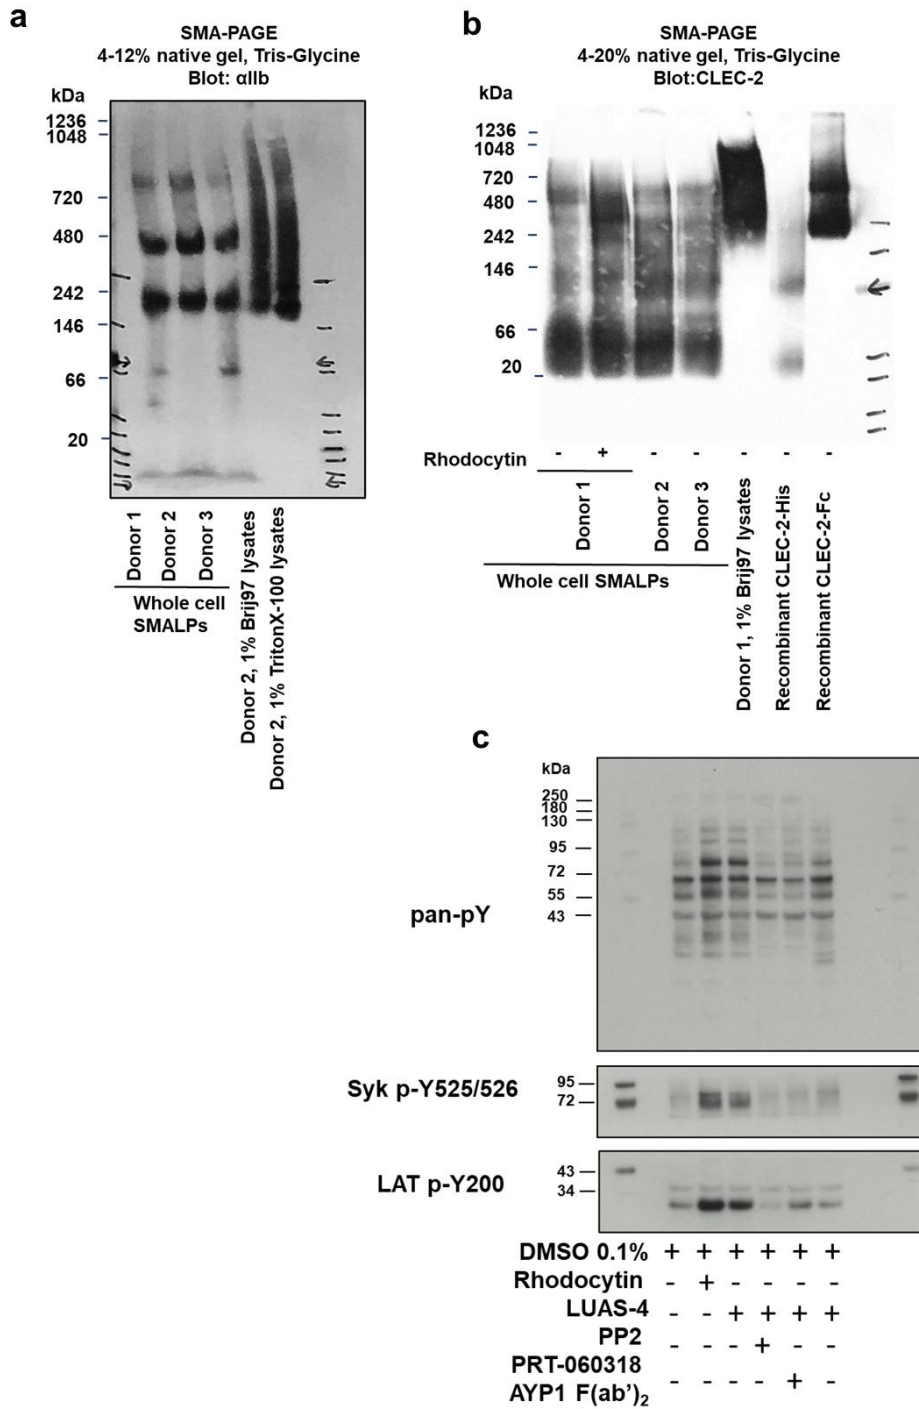 a
SMA-PAGE
4-12% native gel, Tris-Glycine
Blot: αIIb
kDa
1236
1048
720
480
242
146
66
20
Donor 1
Donor 2
Donor 3
Whole cell
SMALPs
Donor 2, 1% Brij97 lysates
Donor 2, 1% TritonX-100 lysates
b
SMA-PAGE
4-20% native gel, Tris-Glycine
Blot:CLEC-2
kDa
1236
1048
720
480
242
146
66
20
Rhodocytin - + - - - - -
Donor 1
Donor 2
Donor 3
Whole cell SMALPs
Donor 1, 1% Brij97 lysates
Recombinant CLEC-2-His
Recombinant CLEC-2-Fc
c
kDa
250
180
130
95
72
55
43
pan-pY
Syk p-Y525/526
95
72
LAT p-Y200
43
34
DMSO 0.1% + + + + + +
Rhodocytin - + - - - -
LUAS-4 - - + + + +
PP2 - - - + - -
PRT-060318
AYP1 F(ab')₂ - - - - + -